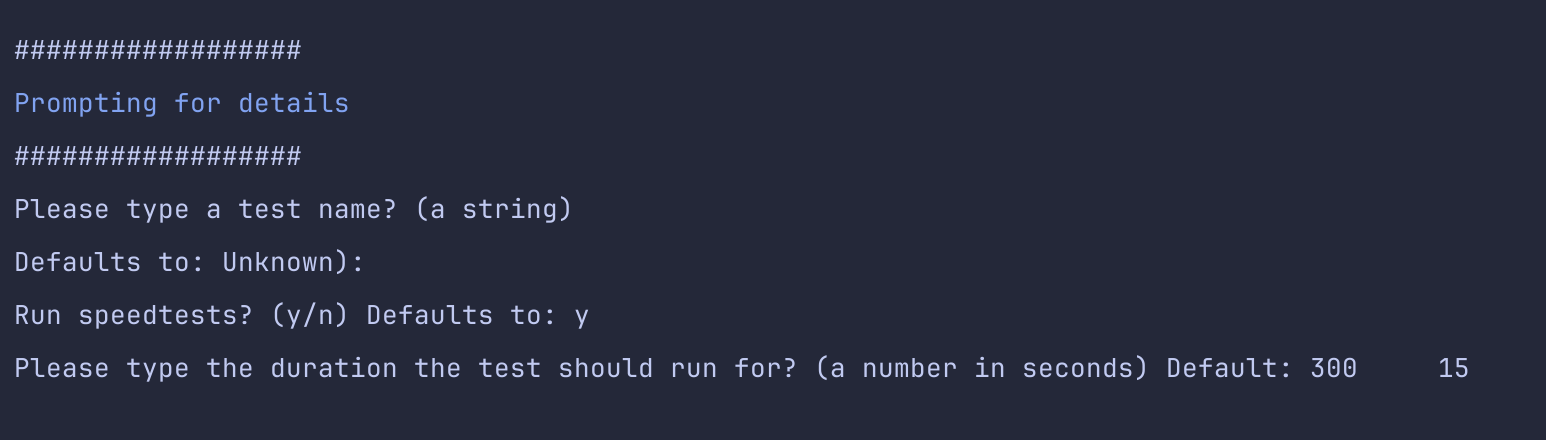 ##################
Prompting for details
##################
Please type a test name? (a string)
Defaults to: Unknown):
Run speedtests? (y/n) Defaults to: y
Please type the duration the test should run for? (a number in seconds) Default: 300     15